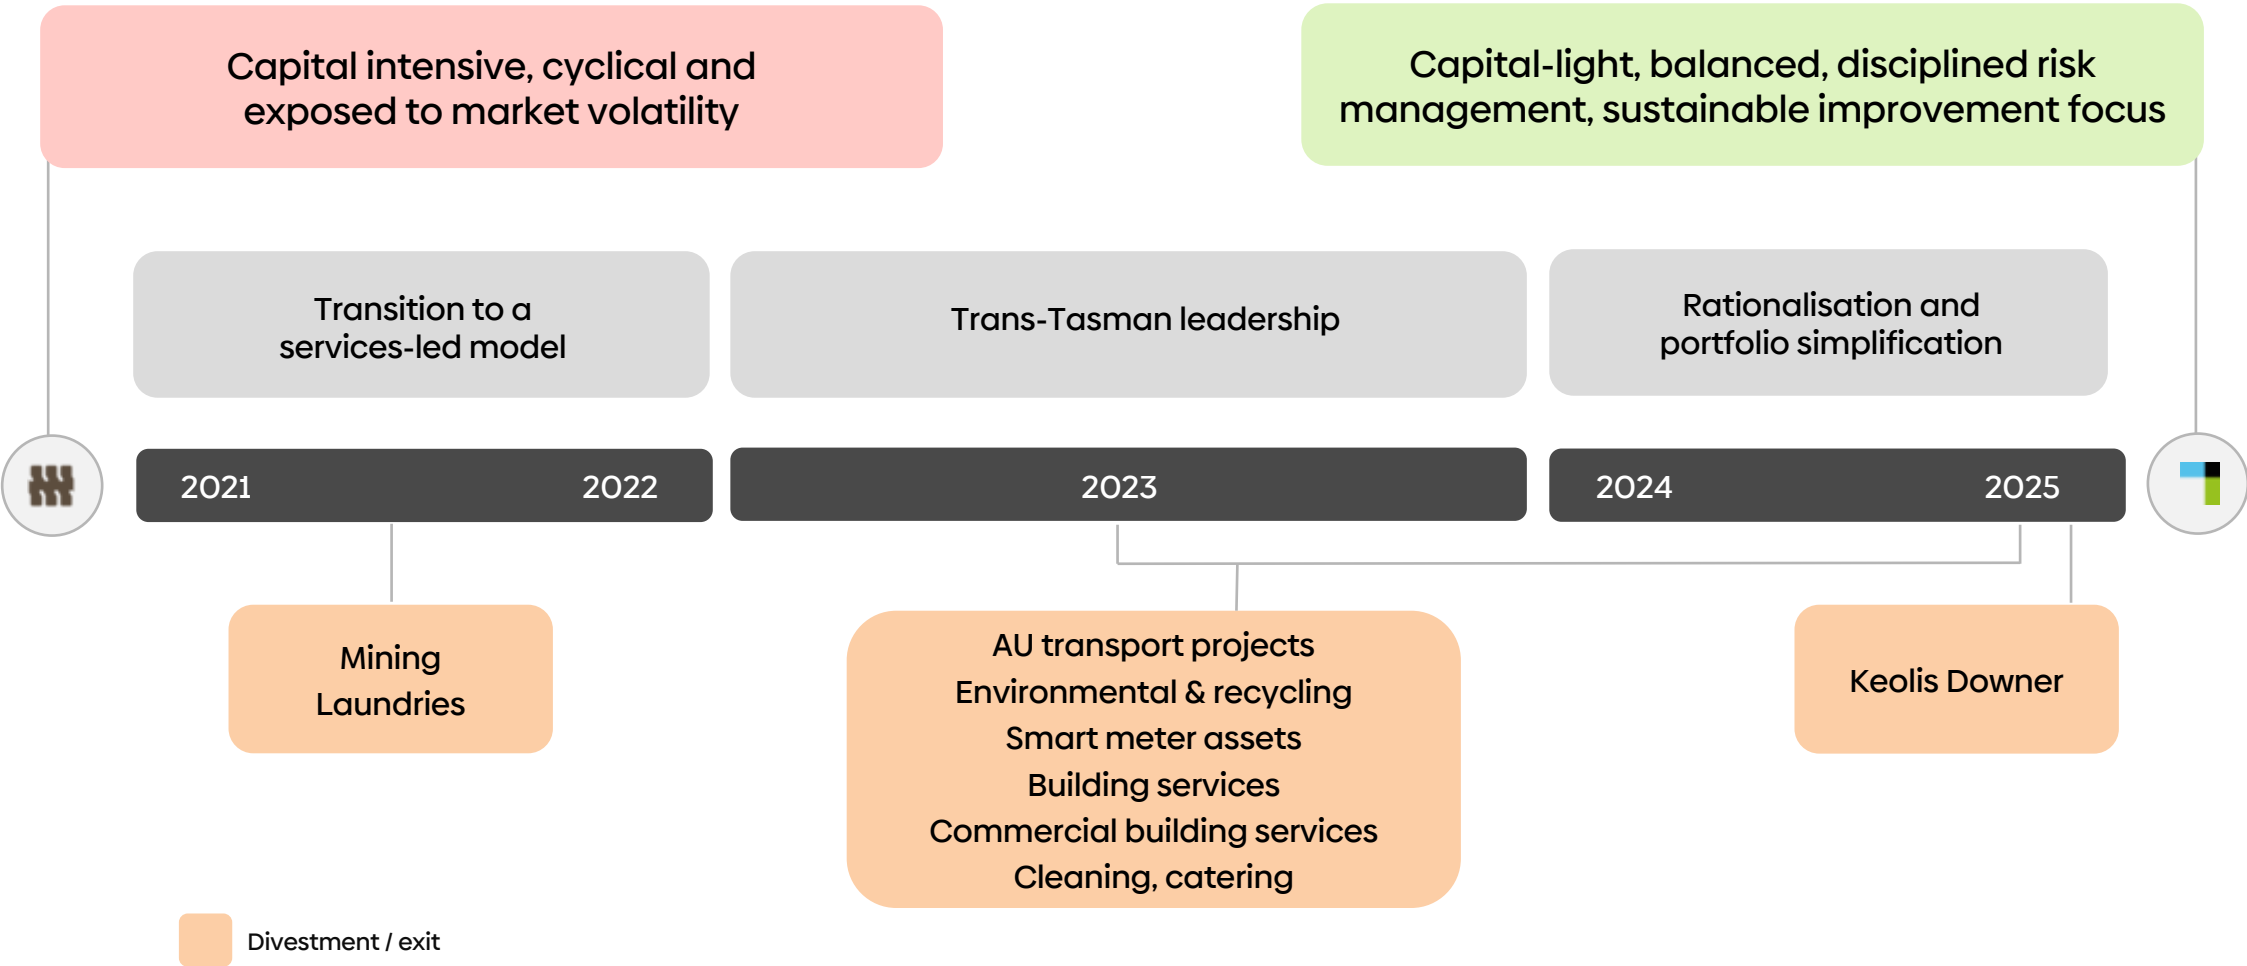 Capital intensive, cyclical and
exposed to market volatility
Capital-light, balanced, disciplined risk
management, sustainable improvement focus
Transition to a
services-led model
Trans-Tasman leadership
Rationalisation and
portfolio simplification
2021
2022
2023
2024
2025
Mining
Laundries
AU transport projects
Environmental & recycling
Smart meter assets
Building services
Commercial building services
Cleaning, catering
Keolis Downer
Divestment / exit